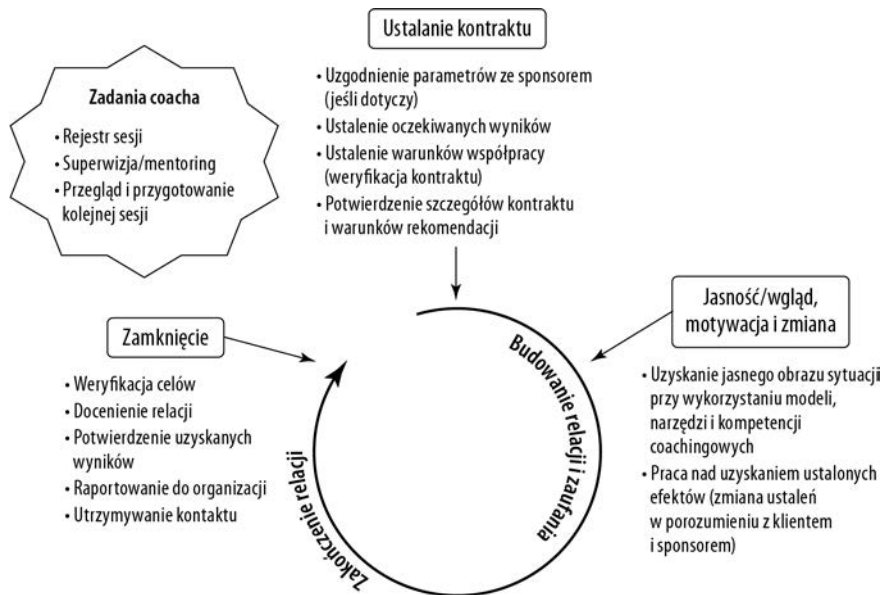 Ustalanie kontraktu
• Uzgodnienie parametrów ze sponsorem
(jeśli dotyczy)
• Ustalenie oczekiwanych wyników
• Ustalenie warunków współpracy
(weryfikacja kontraktu)
• Potwierdzenie szczegółów kontraktu
i warunków rekomendacji
Zadania coacha
• Rejestr sesji
• Superwizja/mentoring
• Przegląd i przygotowanie
kolejnej sesji
Jasność/wgląd,
motywacja i zmiana
• Uzyskanie jasnego obrazu sytuacji
przy wykorzystaniu modeli,
narzędzi i kompetencji
coachingowych
• Praca nad uzyskaniem ustalonych
efektów (zmiana ustaleń
w porozumieniu z klientem
i sponsorem)
Budowanie relacji i zaufania
Zakończenie relacji
Zamknięcie
• Weryfikacja celów
• Docenienie relacji
• Potwierdzenie uzyskanych
wyników
• Raportowanie do organizacji
• Utrzymywanie kontaktu